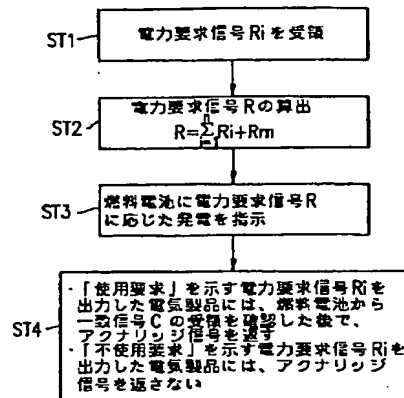 ST1
電力要求信号Riを受領
ST2
電力要求信号Rの算出
R=∑Ri+Rm
ST3
燃料電池に電力要求信号R
に応じた発電を指示
ST4
・「使用要求」を示す電力要求信号Riを
出力した電気製品には、燃料電池から
一致信号Cの受領を確認した後で、
アクナリッジ信号を返す
・「不使用要求」を示す電力要求信号Riを
出力した電気製品には、アクナリッジ
信号を返さない